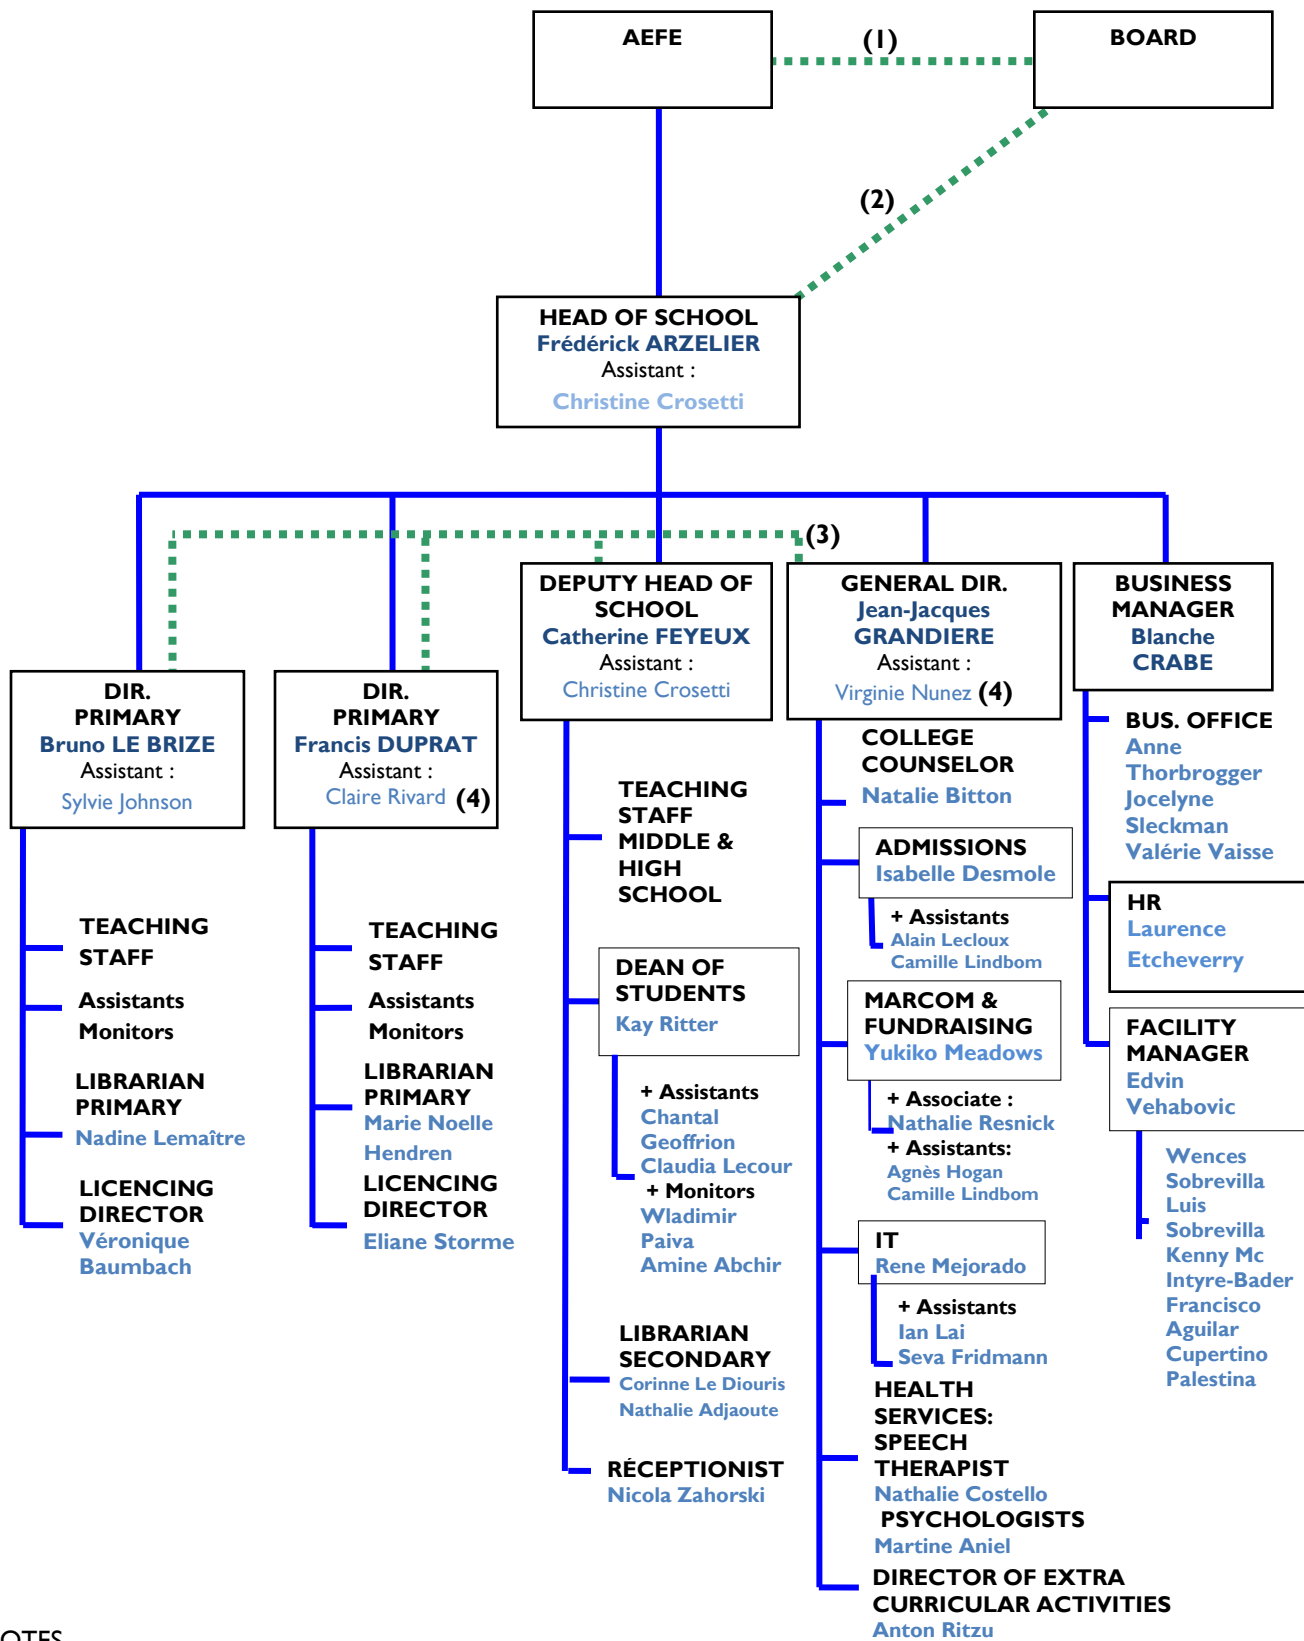 AEFE
(1)
BOARD
(2)
HEAD OF SCHOOL
Frédérick ARZELIER
Assistant :
Christine Crosetti
(3)
DIR.
PRIMARY
Bruno LE BRIZE
Assistant :
Sylvie Johnson
TEACHING
STAFF
Assistants
Monitors
LIBRARIAN
PRIMARY
Nadine Lemaître
LICENCING
DIRECTOR
Véronique
Baumbach
DIR.
PRIMARY
Francis DUPRAT
Assistant :
Claire Rivard (4)
TEACHING
STAFF
Assistants
Monitors
LIBRARIAN
PRIMARY
Marie Noelle
Hendren
LICENCING
DIRECTOR
Eliane Storme
DEPUTY HEAD OF
SCHOOL
Catherine FEYEUX
Assistant :
Christine Crosetti
TEACHING
STAFF
MIDDLE &
HIGH
SCHOOL
DEAN OF
STUDENTS
Kay Ritter
+ Assistants
Chantal
Geoffrion
Claudia Lecour
+ Monitors
Wladimir
Paiva
Amine Abchir
LIBRARIAN
SECONDARY
Corinne Le Diouris
Nathalie Adjaoute
RÉCEPTIONIST
Nicola Zahorski
GENERAL DIR.
Jean-Jacques
GRANDIERE
Assistant :
Virginie Nunez (4)
COLLEGE
COUNSELOR
Natalie Bitton
ADMISSIONS
Isabelle Desmole
+ Assistants
Alain Lecloux
Camille Lindbom
MARCOM &
FUNDRAISING
Yukiko Meadows
+ Associate :
Nathalie Resnick
+ Assistants:
Agnès Hogan
Camille Lindbom
IT
Rene Mejorado
+ Assistants
Ian Lai
Seva Fridmann
HEALTH
SERVICES:
SPEECH
THERAPIST
Nathalie Costello
PSYCHOLOGISTS
Martine Aniel
DIRECTOR OF EXTRA
CURRICULAR ACTIVITIES
Anton Ritzu
BUSINESS
MANAGER
Blanche
CRABE
BUS. OFFICE
Anne
Thorbrogger
Jocelyne
Sleckman
Valérie Vaisse
HR
Laurence
Etcheverry
FACILITY
MANAGER
Edvin
Vehabovic
Wences
Sobrevilla
Luis
Sobrevilla
Kenny Mc
Intyre-Bader
Francisco
Aguilar
Cupertino
Palestina